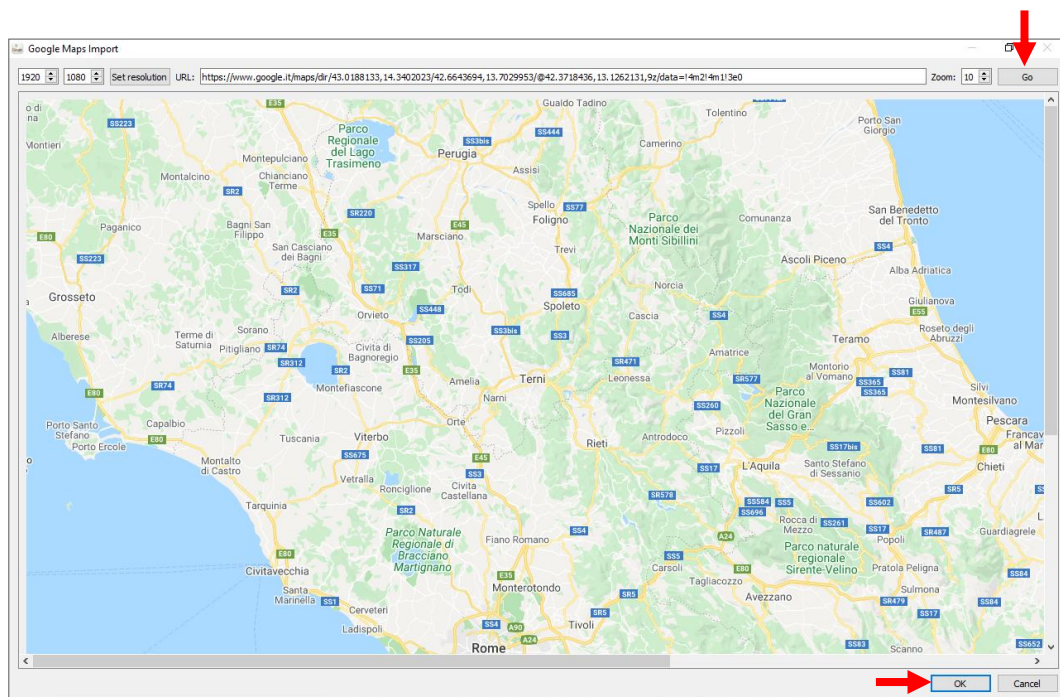 Google Maps Import
1920 1080 Set resolution URL: https://www.google.it/maps/dir/43.0188133,14.3402023/42.6643694,13.7029953/@42.3718436,13.1262131,9z/data=!4m2!4m1!3e0 Zoom: 10 Go
E35
Gualdo Tadino
Tolentino
Porto San
Giorgio
SS223
Parco
Regionale
del Lago
Trasimeno
SS3bis
SS444
Camerino
Montieri
Perugia
Montepulciano
Assisi
Montalcino
Chianciano
Terme
SR2
Spello
SS77
Foligno
SR220
Parco
Nazionale dei
Monti Sibillini
Comunanza
San Benedetto
del Tronto
Paganico
Bagni San
Filippo
E35
E45
Marsciano
E80
Trevi
SS4
San Casciano
dei Bagni
SS223
SS317
Ascoli Piceno
Alba Adriatica
SR2
SS71
Todi
SS685
Norcia
Grosseto
Spoleto
Giulianova
SS448
Orvieto
Cascia
SS4
E55
Alberese
Terme di
Saturnia
Sorano
SS3bis
SS3
Roseto degli
Abruzzi
Pitigliano
SR74
Civita di
Bagnoregio
SS205
Teramo
SR312
SR2
E35
SR471
Amatrice
Montorio
al Vomano
SS81
Terni
Leonessa
SR577
SS365
SS365
SR74
Montefiascone
Amelia
E80
SR312
Narni
Parco
Nazionale
del Gran
Sasso e...
Silvi
Montesilvano
SS260
Porto Santo
Stefano
Capalbio
Orte
Pescara
Porto Ercole
E80
Tuscania
Viterbo
Rieti
Antrodoco
Pizzoli
Francav
al Mar
SS17bis
SS81
E80
SS675
E45
Montalto
di Castro
SS3
SS17
L'Aquila
Santo Stefano
di Sessanio
Chieti
Vetralla
Ronciglione
Civita
Castellana
SR578
SS584
SS5
SS602
SR5
Tarquinia
SR2
SS696
Rocca di
Mezzo
SS261
SS17
SR487
Guardiagrele
Parco Naturale
Regionale di
Bracciano
Martignano
Fiano Romano
SS4
A24
Popoli
Parco naturale
regionale
Sirente-Velino
E80
SS5
Carsoli
E80
Pratola Peligna
SS84
Civitavecchia
E35
Tagliacozzo
Santa
Marinella
SS1
Monterotondo
SR5
Avezzano
Sulmona
SR479
SS84
Cerveteri
SS17
Ladispoli
SR5
SS4
A90
Tivoli
A24
Rome
SS83
Scanno
SS652
OK Cancel